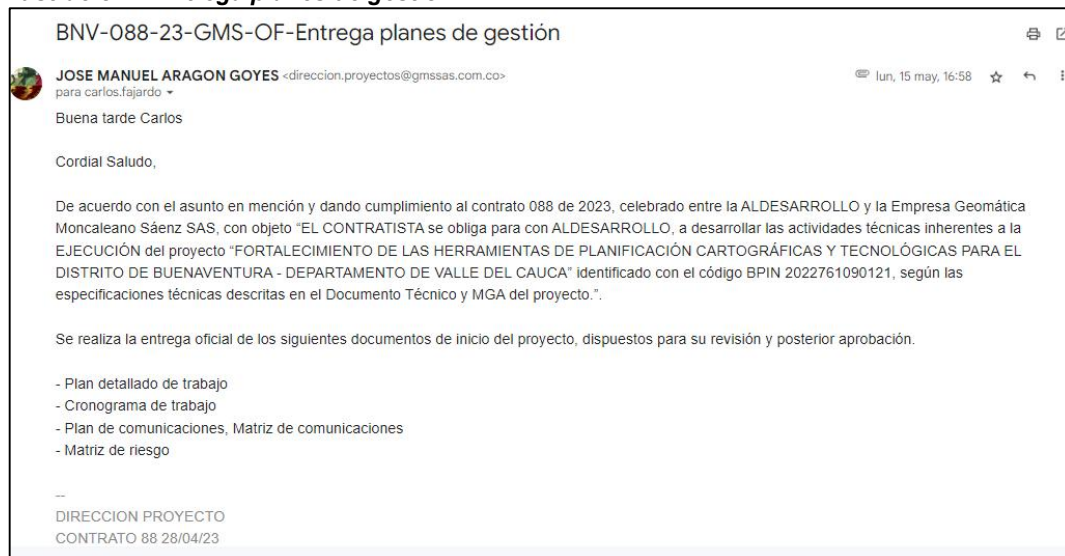 BNV-088-23-GMS-OF-Entrega planes de gestión
JOSE MANUEL ARAGON GOYES <direccion.proyectos@gmssas.com.co>
lun, 15 may, 16:58
para carlos.fajardo
Buena tarde Carlos
Cordial Saludo,
De acuerdo con el asunto en mención y dando cumplimiento al contrato 088 de 2023, celebrado entre la ALDESARROLLO y la Empresa Geomática
Moncaleano Sáenz SAS, con objeto “EL CONTRATISTA se obliga para con ALDESARROLLO, a desarrollar las actividades técnicas inherentes a la
EJECUCIÓN del proyecto “FORTALECIMIENTO DE LAS HERRAMIENTAS DE PLANIFICACIÓN CARTOGRÁFICAS Y TECNOLÓGICAS PARA EL
DISTRITO DE BUENAVENTURA - DEPARTAMENTO DE VALLE DEL CAUCA” identificado con el código BPIN 2022761090121, según las
especificaciones técnicas descritas en el Documento Técnico y MGA del proyecto.”.
Se realiza la entrega oficial de los siguientes documentos de inicio del proyecto, dispuestos para su revisión y posterior aprobación.
- Plan detallado de trabajo
- Cronograma de trabajo
- Plan de comunicaciones, Matriz de comunicaciones
- Matriz de riesgo
--
DIRECCION PROYECTO
CONTRATO 88 28/04/23